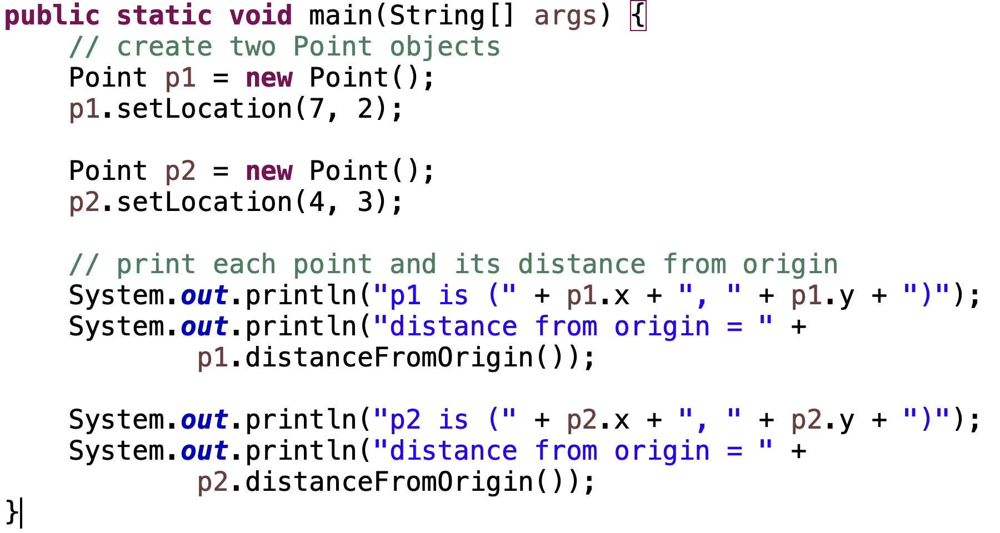 public static void main(String[] args) {
    // create two Point objects
    Point p1 = new Point();
    p1.setLocation(7, 2);

    Point p2 = new Point();
    p2.setLocation(4, 3);

    // print each point and its distance from origin
    System.out.println("p1 is (" + p1.x + ", " + p1.y + ")");
    System.out.println("distance from origin = " +
            p1.distanceFromOrigin());

    System.out.println("p2 is (" + p2.x + ", " + p2.y + ")");
    System.out.println("distance from origin = " +
            p2.distanceFromOrigin());
}